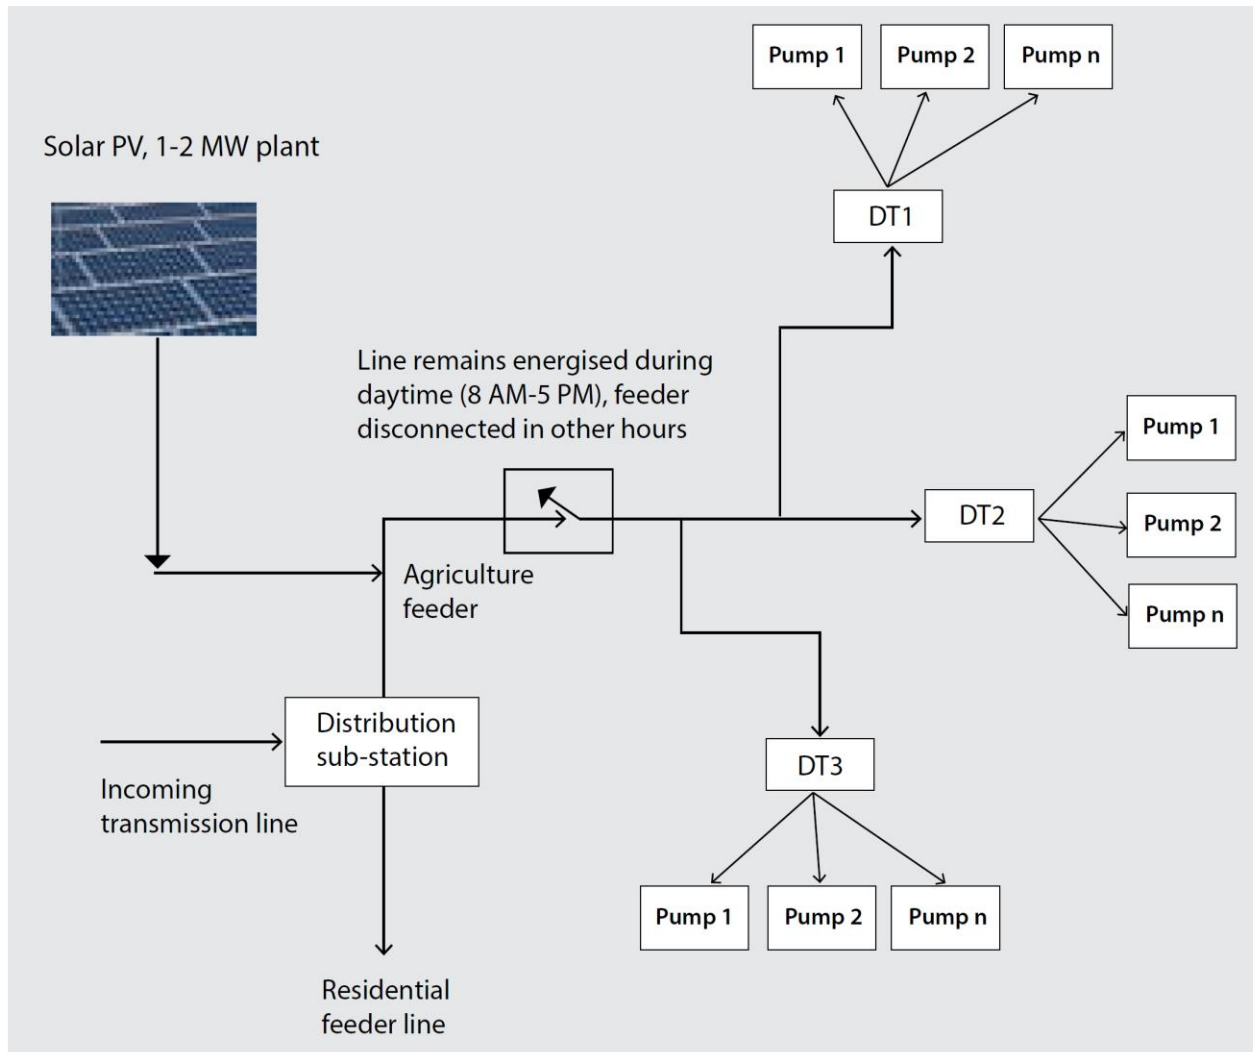 Pump 1
Pump 2
Pump n
Solar PV, 1-2 MW plant
DT1
Line remains energised during
daytime (8 AM-5 PM), feeder
disconnected in other hours
Pump 1
DT2
Pump 2
Agriculture
feeder
Pump n
Distribution
sub-station
DT3
Incoming
transmission line
Pump 1
Pump 2
Pump n
Residential
feeder line